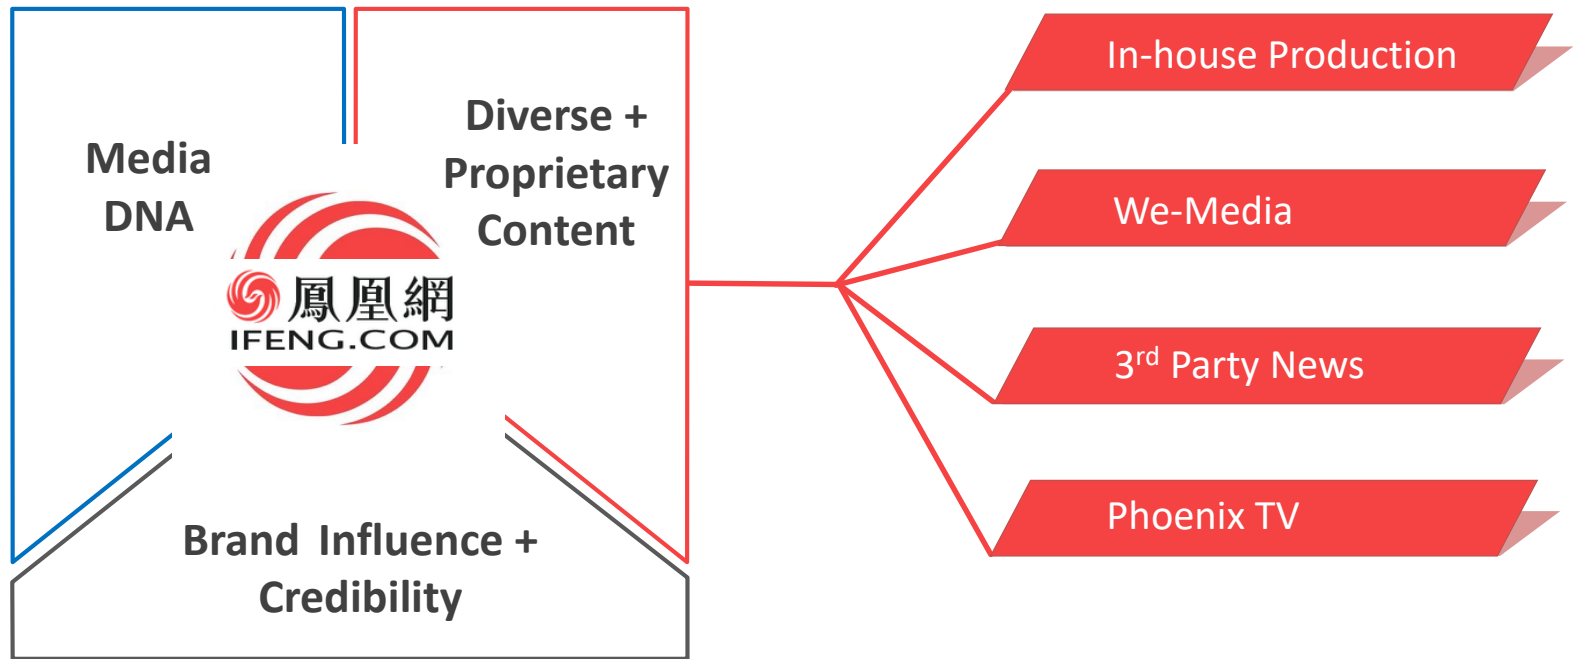 Media
DNA
Diverse +
Proprietary
Content
鳳凰網
IFENG.COM
Brand Influence +
Credibility
In-house Production
We-Media
3rd Party News
Phoenix TV